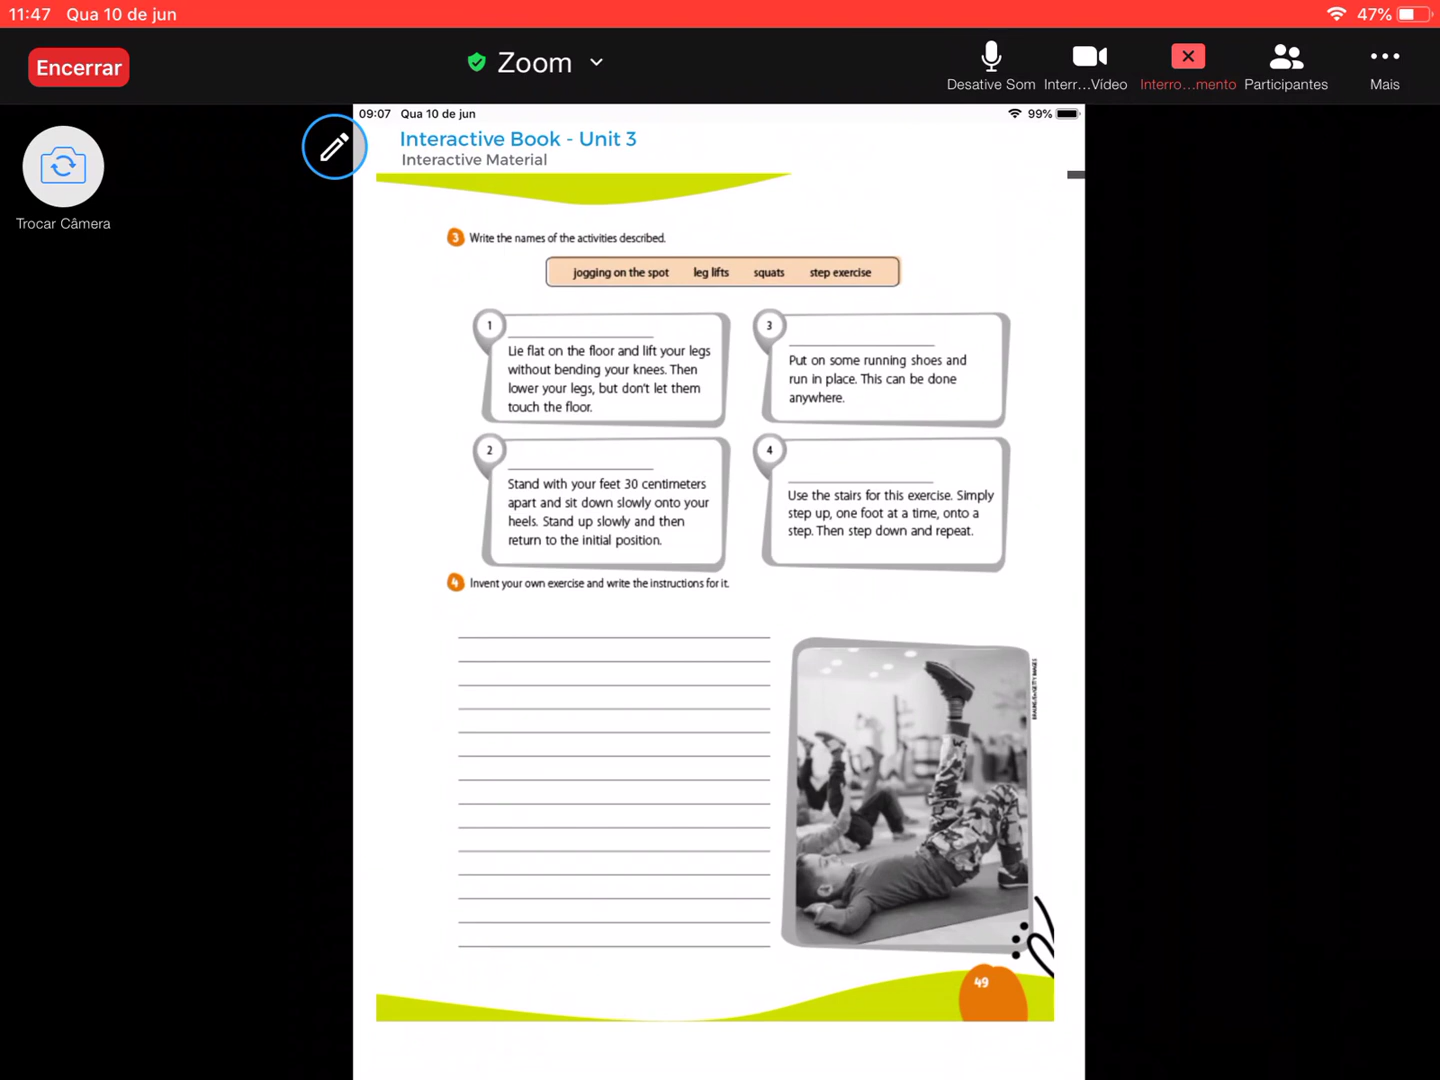 11:47 Qua 10 de jun
47%
Encerrar
Zoom
Desative Som
Interr...Vídeo
Interro...mento
Participantes
Mais
Trocar Câmera
09:07 Qua 10 de jun
99%
Interactive Book - Unit 3
Interactive Material
3 Write the names of the activities described.
jogging on the spot leg lifts squats step exercise
1
Lie flat on the floor and lift your legs
without bending your knees. Then
lower your legs, but don't let them
touch the floor.
2
Stand with your feet 30 centimeters
apart and sit down slowly onto your
heels. Stand up slowly and then
return to the initial position.
3
Put on some running shoes and
run in place. This can be done
anywhere.
4
Use the stairs for this exercise. Simply
step up, one foot at a time, onto a
step. Then step down and repeat.
4 Invent your own exercise and write the instructions for it.
49